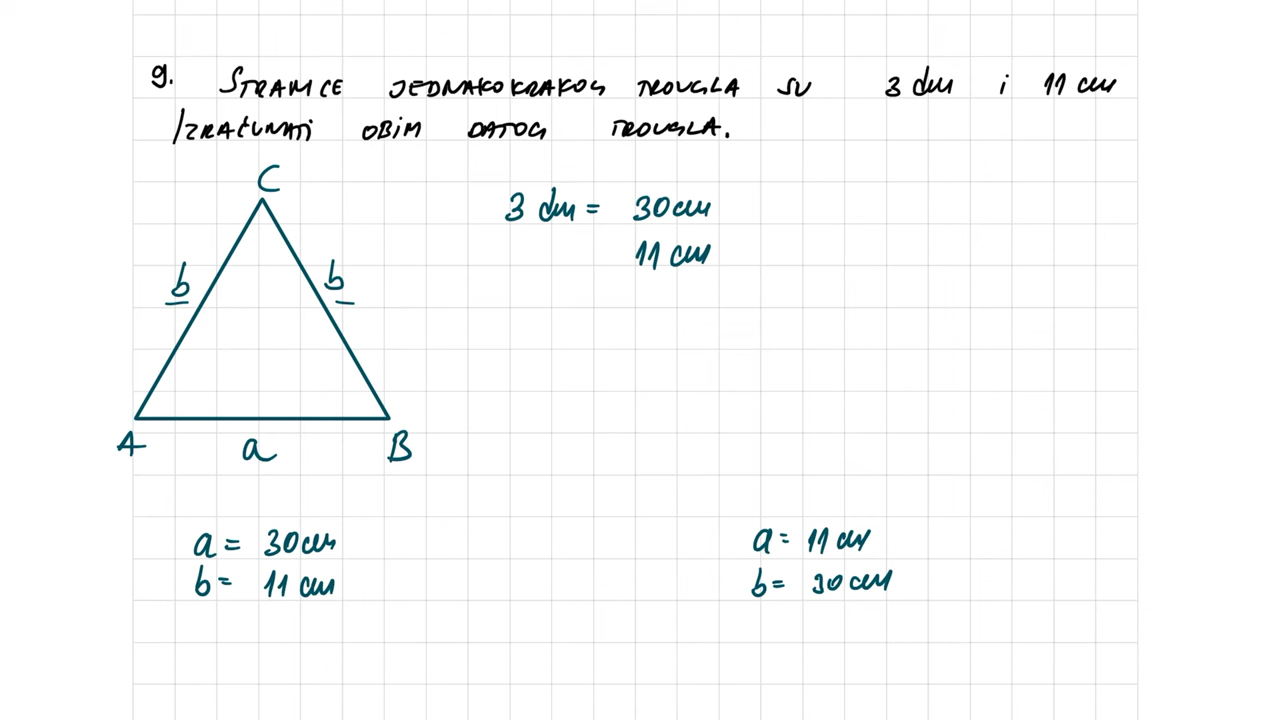 9. STRANICE JEDNAKOKRAKOG TROUGLA SU 3 dm i 11 cm
IZRAČUNATI OBIM DATOG TROUGLA.
C
3 dm = 30 cm
11 cm
b b
A a B
a = 30 cm
b = 11 cm
a = 11 cm
b = 30 cm